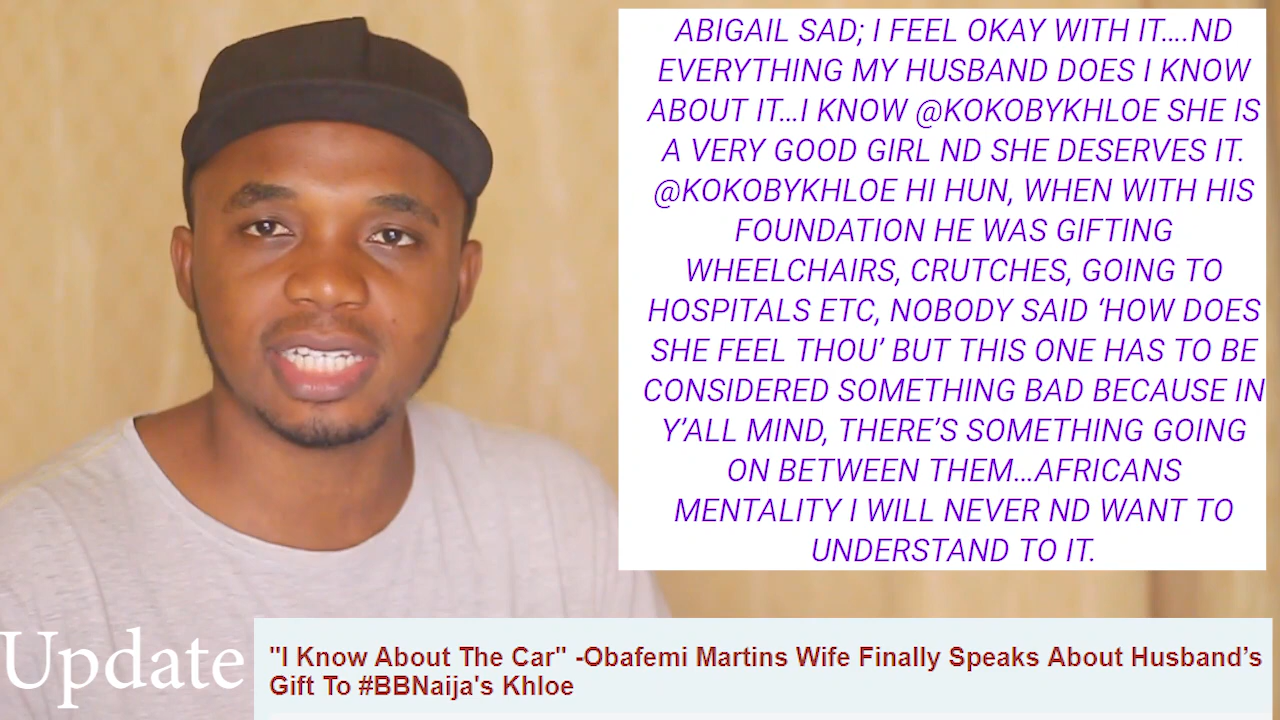 ABIGAIL SAD; I FEEL OKAY WITH IT….ND
EVERYTHING MY HUSBAND DOES I KNOW
ABOUT IT…I KNOW @KOKOBYKHLOE SHE IS
A VERY GOOD GIRL ND SHE DESERVES IT.
@KOKOBYKHLOE HI HUN, WHEN WITH HIS
FOUNDATION HE WAS GIFTING
WHEELCHAIRS, CRUTCHES, GOING TO
HOSPITALS ETC, NOBODY SAID ‘HOW DOES
SHE FEEL THOU’ BUT THIS ONE HAS TO BE
CONSIDERED SOMETHING BAD BECAUSE IN
Y’ALL MIND, THERE’S SOMETHING GOING
ON BETWEEN THEM…AFRICANS
MENTALITY I WILL NEVER ND WANT TO
UNDERSTAND TO IT.
Update
"I Know About The Car" -Obafemi Martins Wife Finally Speaks About Husband’s
Gift To #BBNaija's Khloe